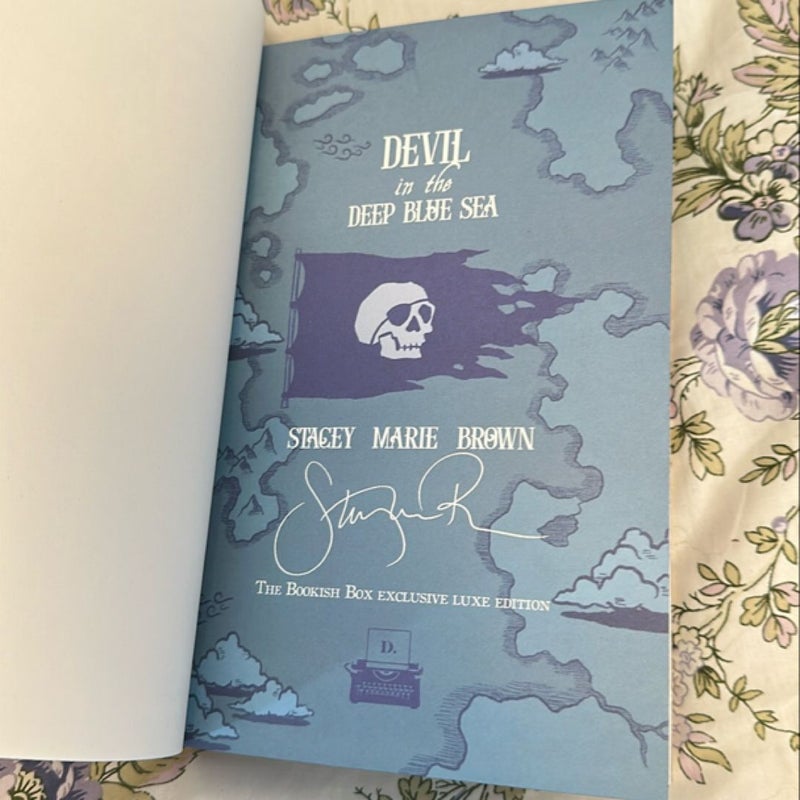 DEVIL
in the
DEEP BLUE SEA
STACEY MARIE BROWN
THE BOOKISH BOX EXCLUSIVE LUXE EDITION
D.